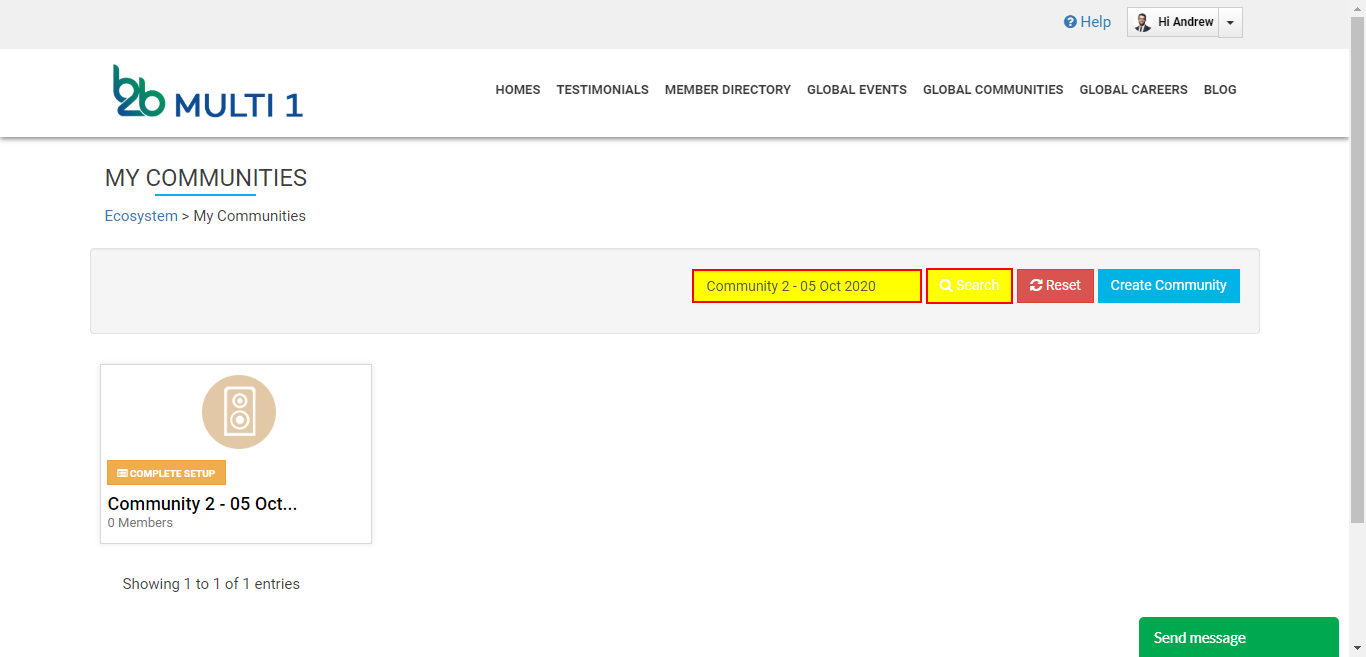 Help
Hi Andrew
b2b MULTI 1
HOMES TESTIMONIALS MEMBER DIRECTORY GLOBAL EVENTS GLOBAL COMMUNITIES GLOBAL CAREERS BLOG
MY COMMUNITIES
Ecosystem > My Communities
Community 2 - 05 Oct 2020 Search Reset Create Community
COMPLETE SETUP
Community 2 - 05 Oct...
0 Members
Showing 1 to 1 of 1 entries
Send message